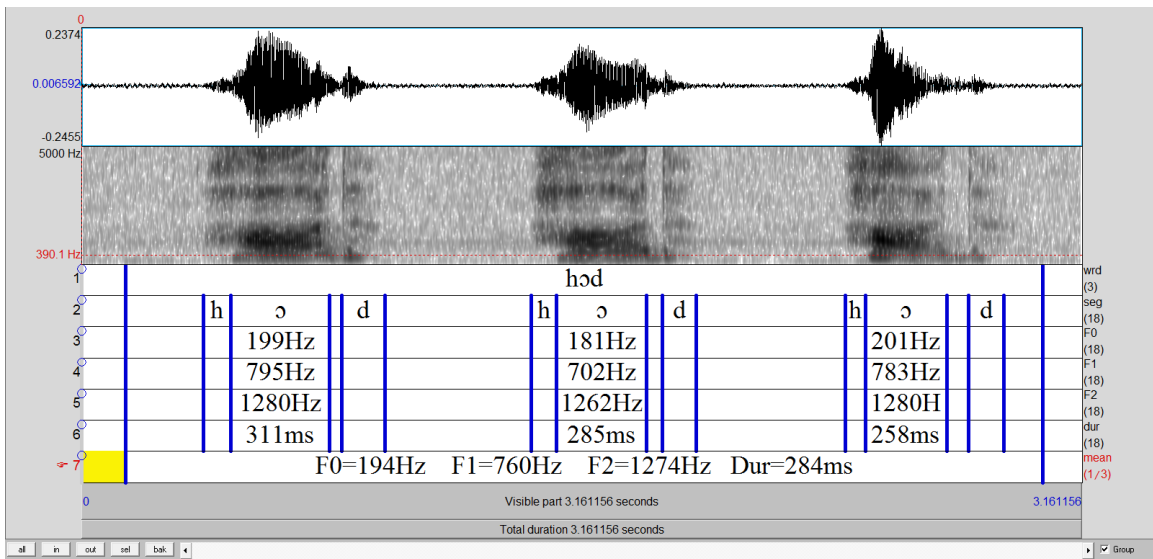 0
0.2374
0.006592
-0.2455
5000 Hz
390.1 Hz
1 hɔd wrd (3)
2 h ɔ d h ɔ d h ɔ d seg (18)
3 199Hz 181Hz 201Hz F0 (18)
4 795Hz 702Hz 783Hz F1 (18)
5 1280Hz 1262Hz 1280H F2 (18)
6 311ms 285ms 258ms dur (18)
7 F0=194Hz F1=760Hz F2=1274Hz Dur=284ms mean (1/3)
0 Visible part 3.161156 seconds 3.161156
Total duration 3.161156 seconds
all in out sel bak Group